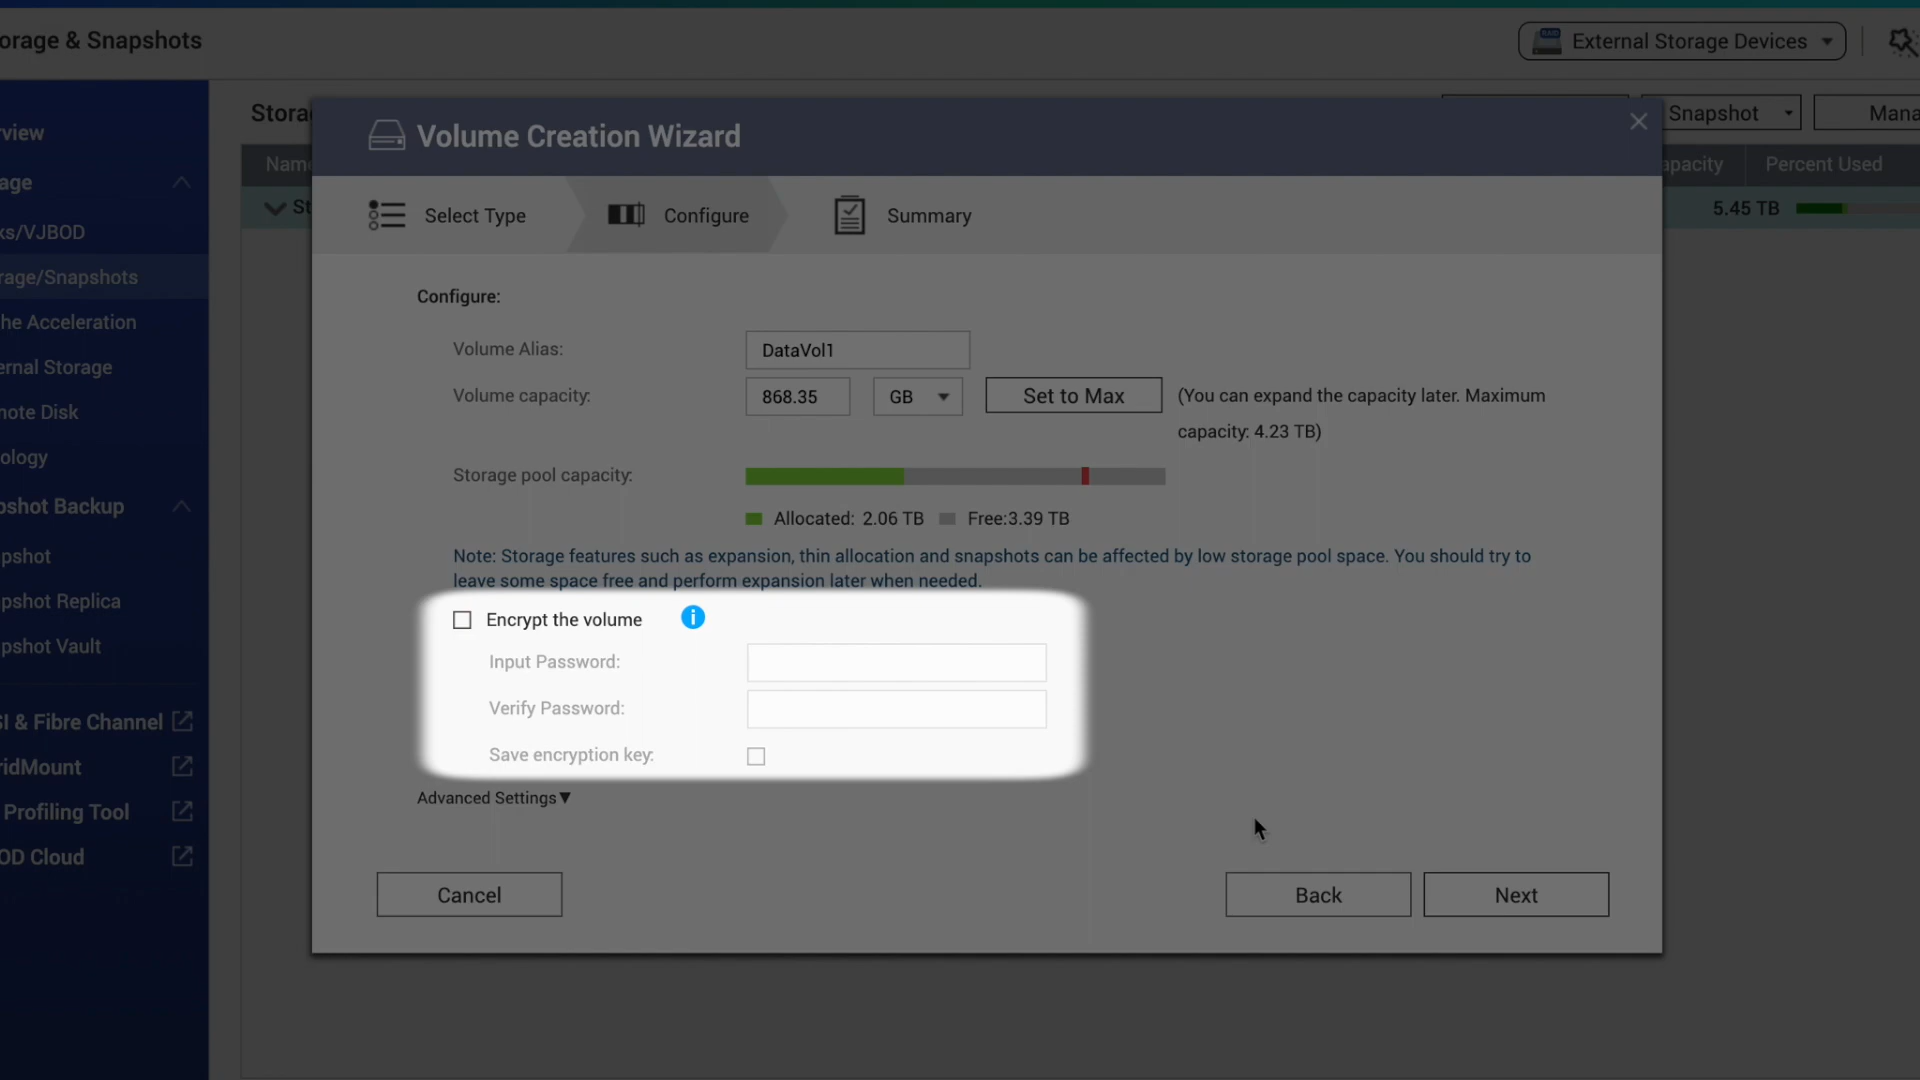 orage & Snapshots
External Storage Devices
rview
age
ks/VJBOD
rage/Snapshots
he Acceleration
ernal Storage
note Disk
ology
pshot Backup
pshot
pshot Replica
pshot Vault
SI & Fibre Channel
ridMount
Profiling Tool
OD Cloud
Stora
Snapshot
Mana
Name
apacity
Percent Used
St
5.45 TB
Volume Creation Wizard
Select Type
Configure
Summary
Configure:
Volume Alias:
DataVol1
Volume capacity:
868.35
GB
Set to Max
(You can expand the capacity later. Maximum
capacity: 4.23 TB)
Storage pool capacity:
Allocated: 2.06 TB
Free:3.39 TB
Note: Storage features such as expansion, thin allocation and snapshots can be affected by low storage pool space. You should try to
leave some space free and perform expansion later when needed.
Encrypt the volume
Input Password:
Verify Password:
Save encryption key:
Advanced Settings▼
Cancel
Back
Next